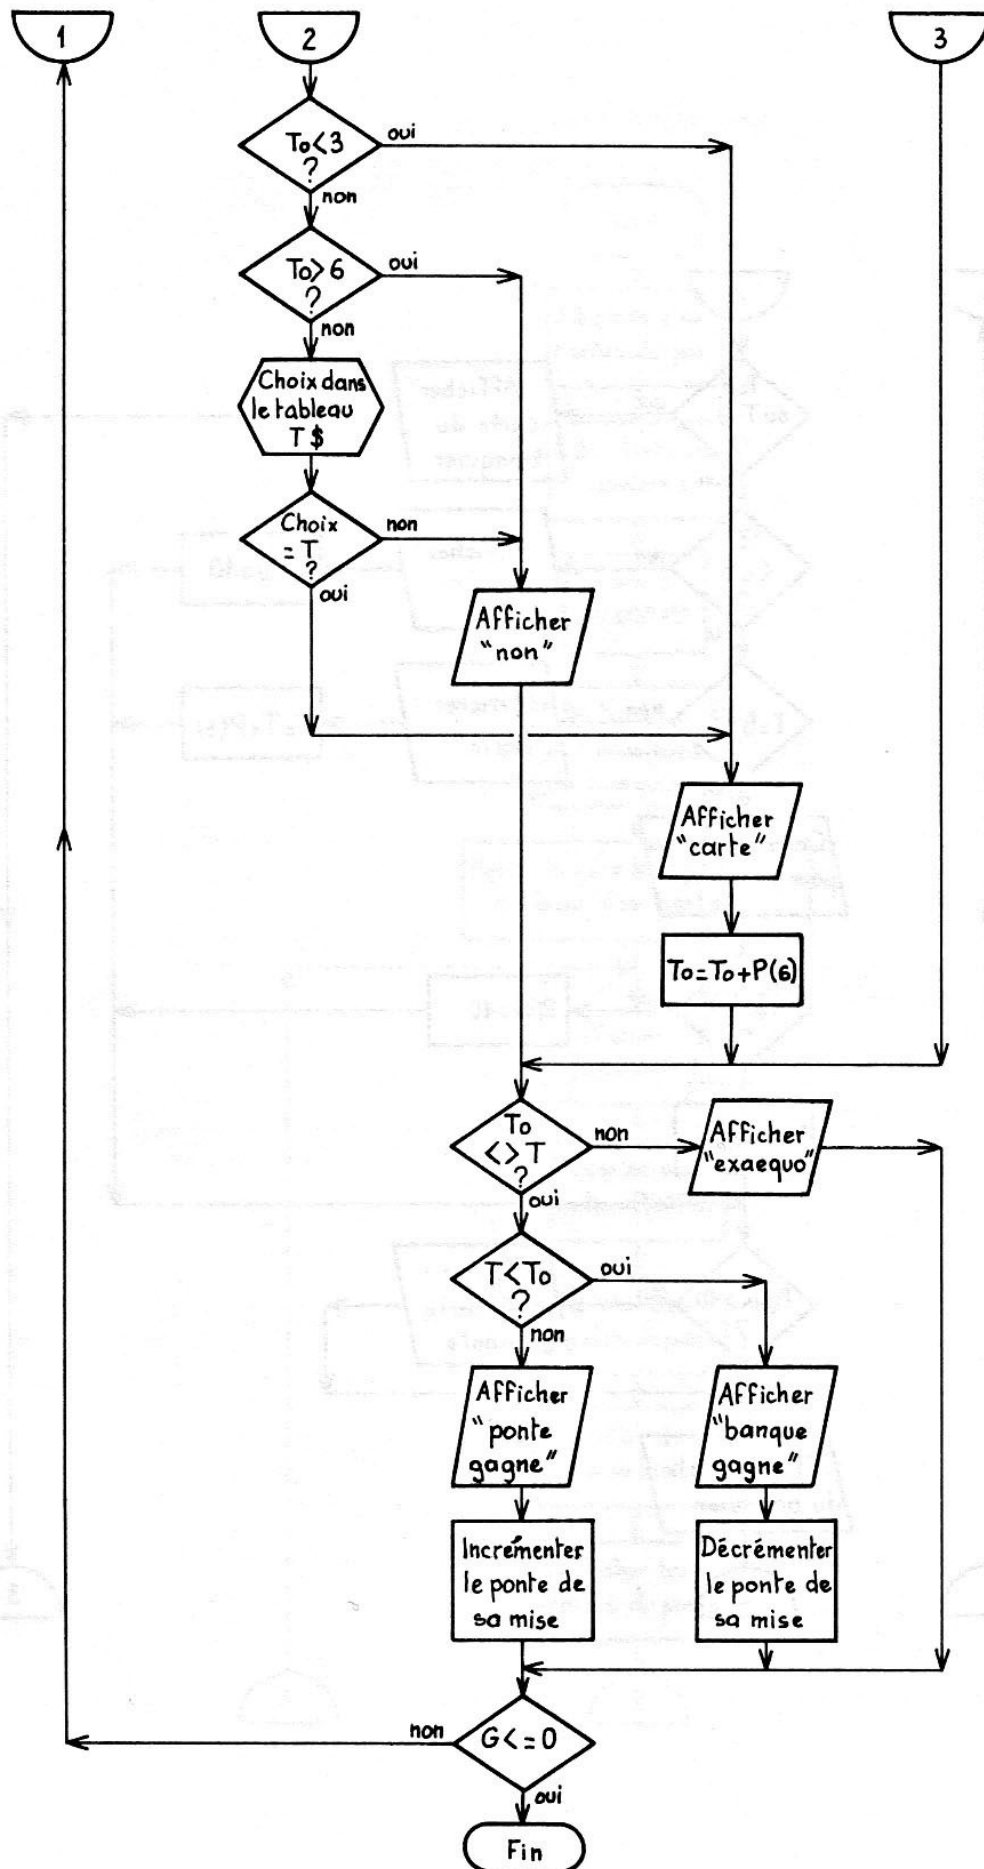 1
2
3
To<3
?
oui
non
To>6
?
oui
non
Choix dans
le tableau
T$
Choix
= T
?
non
oui
Afficher
"non"
Afficher
"carte"
To=To+P(6)
To
<>T
?
non
oui
Afficher
"exaequo"
T<To
?
oui
non
Afficher
"ponte
gagne"
Afficher
"banque
gagne"
Incrémenter
le ponte de
sa mise
Décrémenter
le ponte de
sa mise
G<=0
non
oui
Fin